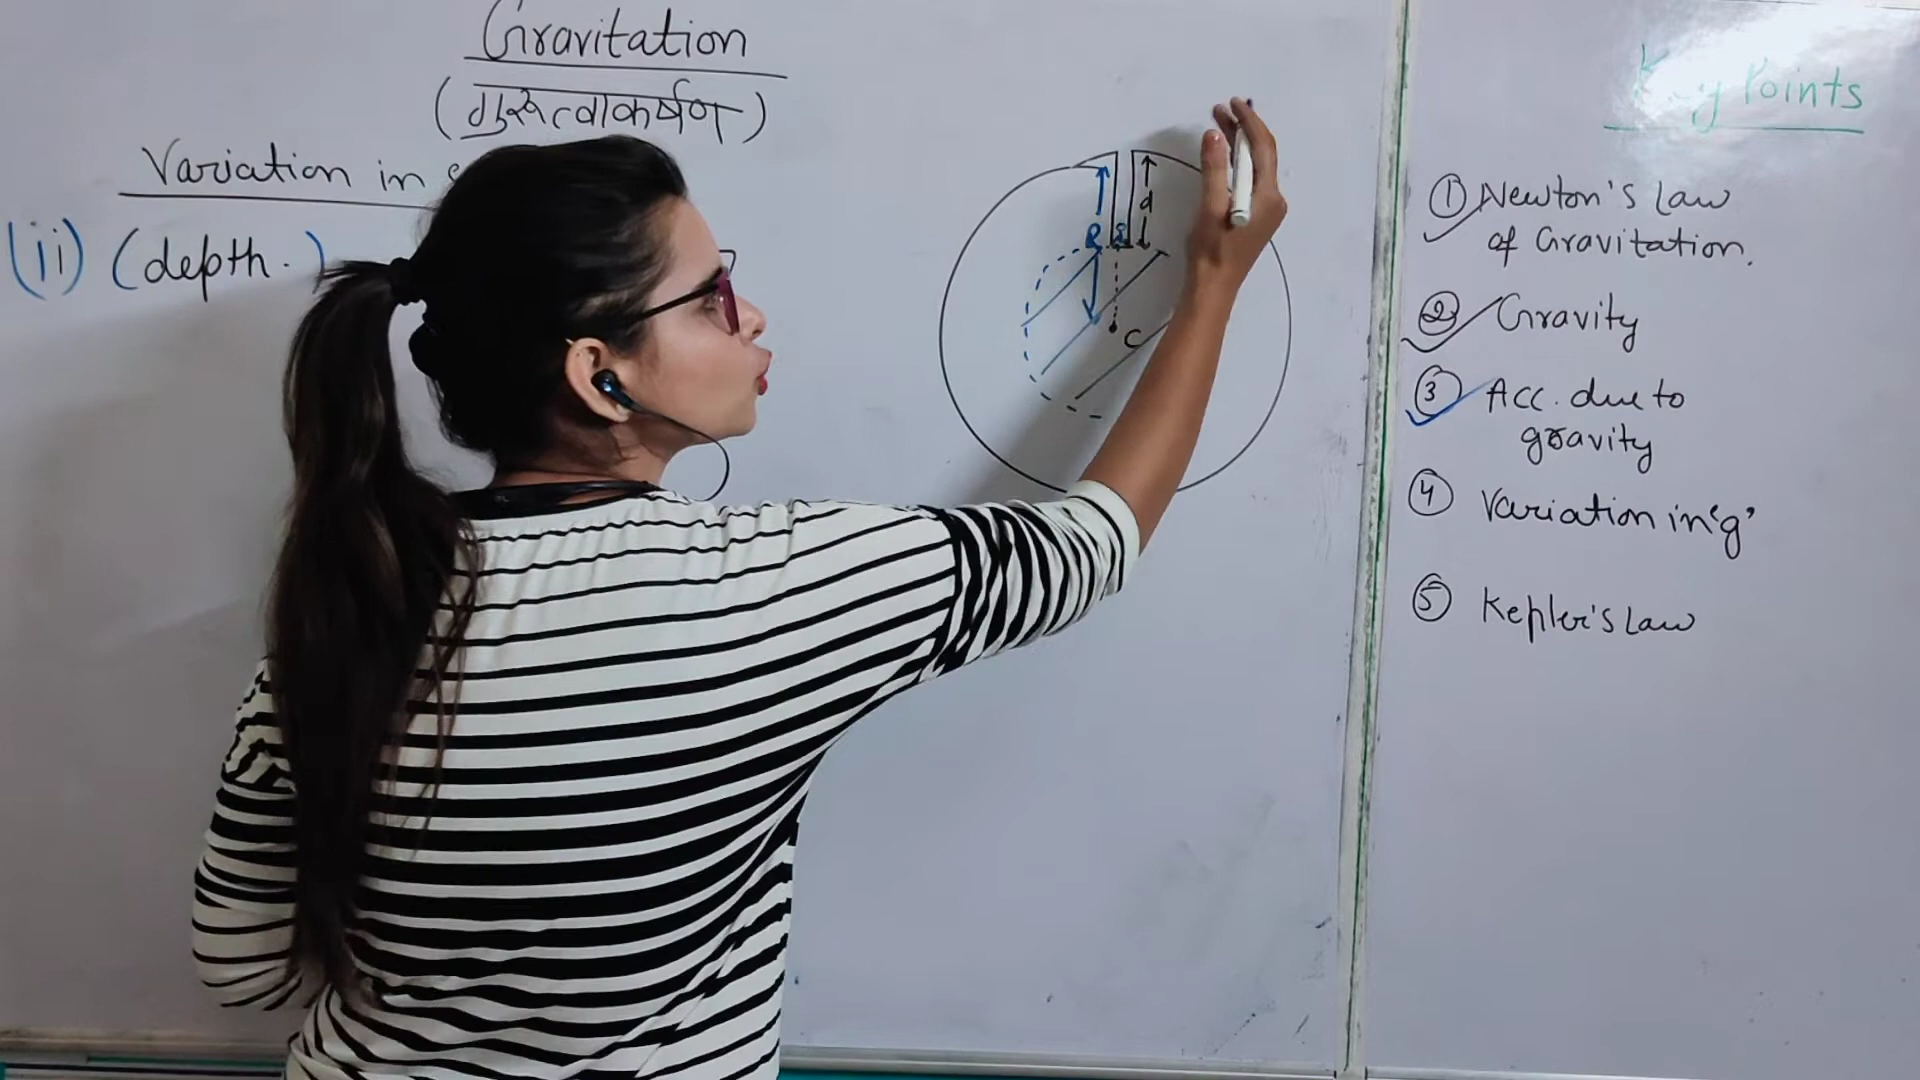 Gravitation
(गुरूत्वाकर्षण)
Variation in
(ii) (depth.)
R
d
C
Key Points
① Newton's Law
of Gravitation.
② Gravity
③ Acc. due to
gravity
④ Variation in 'g'
⑤ Kepler's Law